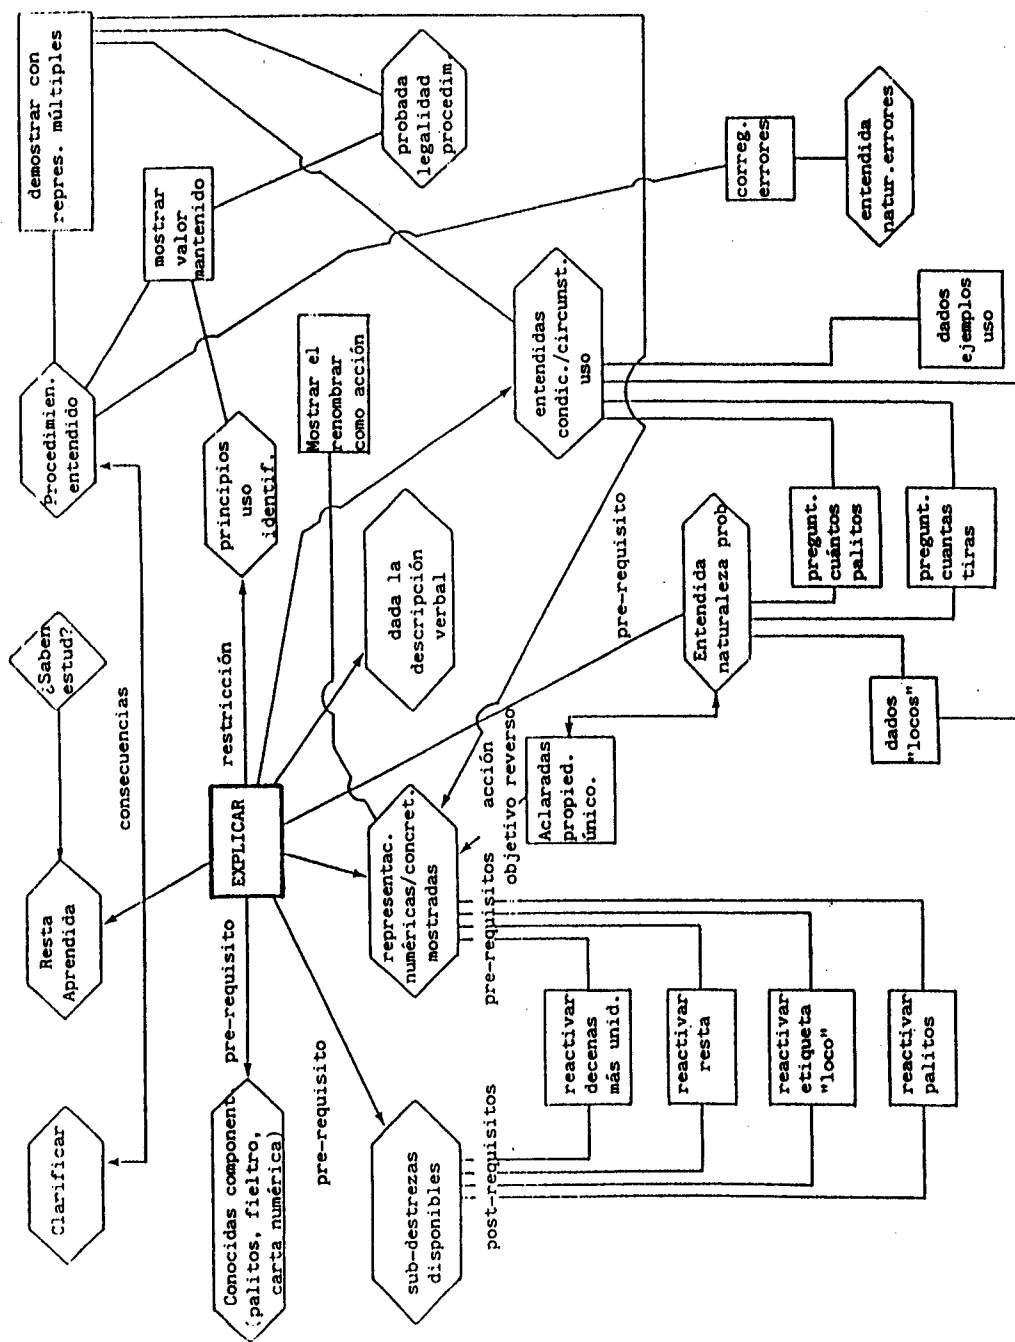 Clarificar
Resta
Aprendida
¿Saben
estud?
Procedimien.
entendido
demostrar con
repres. múltiples
consecuencias
mostrar
valor
mantenido
Conocidas component
(palitos, fieltro,
carta numérica)
pre-requisito
EXPLICAR
restricción
principios
uso
identif.
Mostrar el
renombrar
como acción
probada
legalidad
procedim.
pre-requisito
sub-destrezas
disponibles
representac.
numéricas/concret.
mostradas
dada la
descripción
verbal
entendidas
condic./circunst.
uso
post-requisitos
pre-requisitos
acción
objetivo reverso
pre-requisito
Aclaradas
propied.
único.
Entendida
naturaleza prob
correg.
errores
entendida
natur.errores
reactivar
decenas
más unid.
reactivar
resta
reactivar
etiqueta
"loco"
reactivar
palitos
dados
"locos"
pregunt.
cuántos
palitos
pregunt.
cuantas
tiras
dados
ejemplos
uso